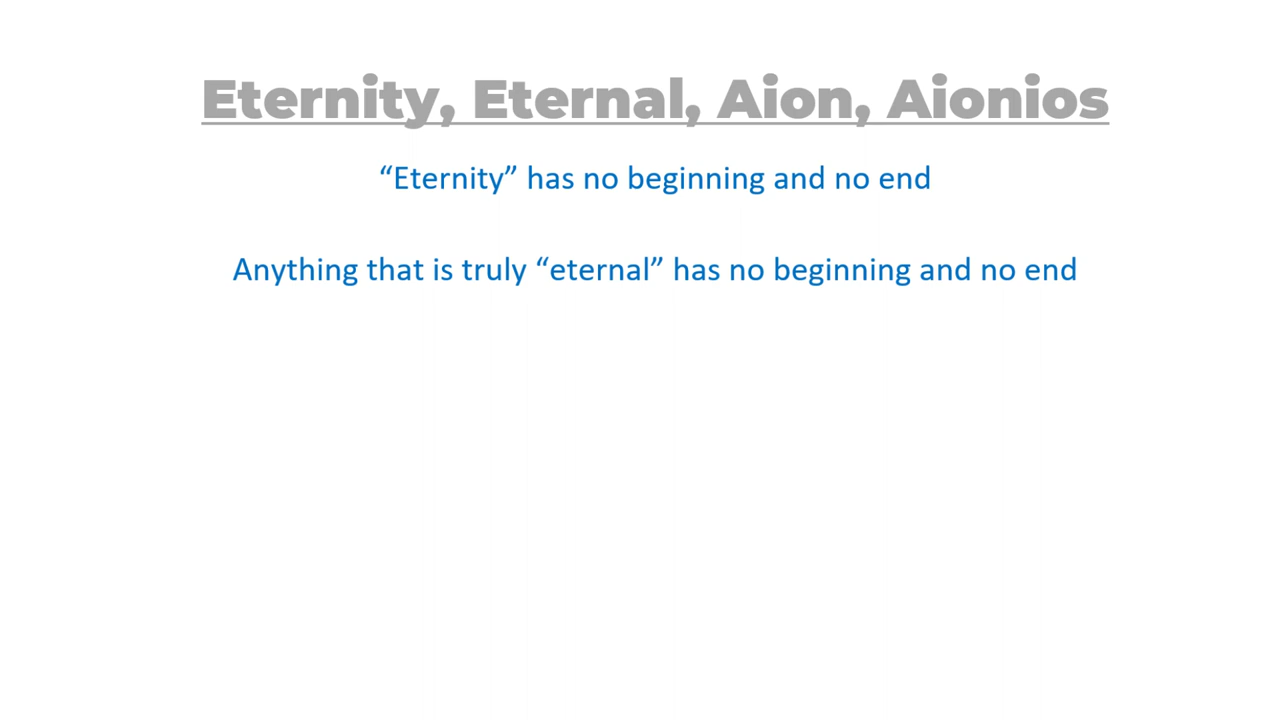 Eternity, Eternal, Aion, Aionios
“Eternity” has no beginning and no end
Anything that is truly “eternal” has no beginning and no end